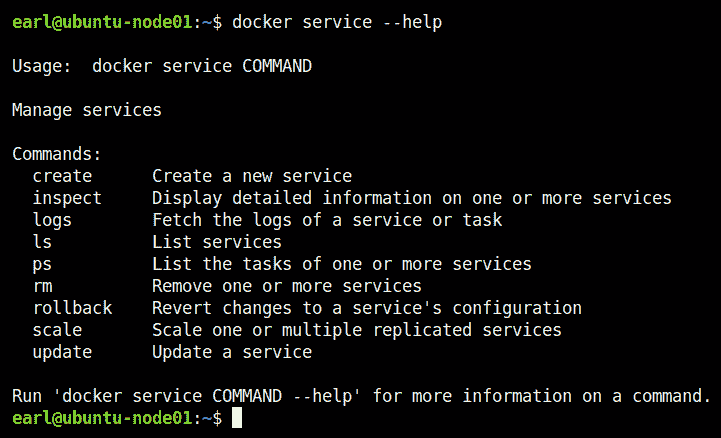 earl@ubuntu-node01:~$ docker service --help
Usage:  docker service COMMAND
Manage services
Commands:
  create      Create a new service
  inspect     Display detailed information on one or more services
  logs        Fetch the logs of a service or task
  ls          List services
  ps          List the tasks of one or more services
  rm          Remove one or more services
  rollback    Revert changes to a service's configuration
  scale       Scale one or multiple replicated services
  update      Update a service
Run 'docker service COMMAND --help' for more information on a command.
earl@ubuntu-node01:~$